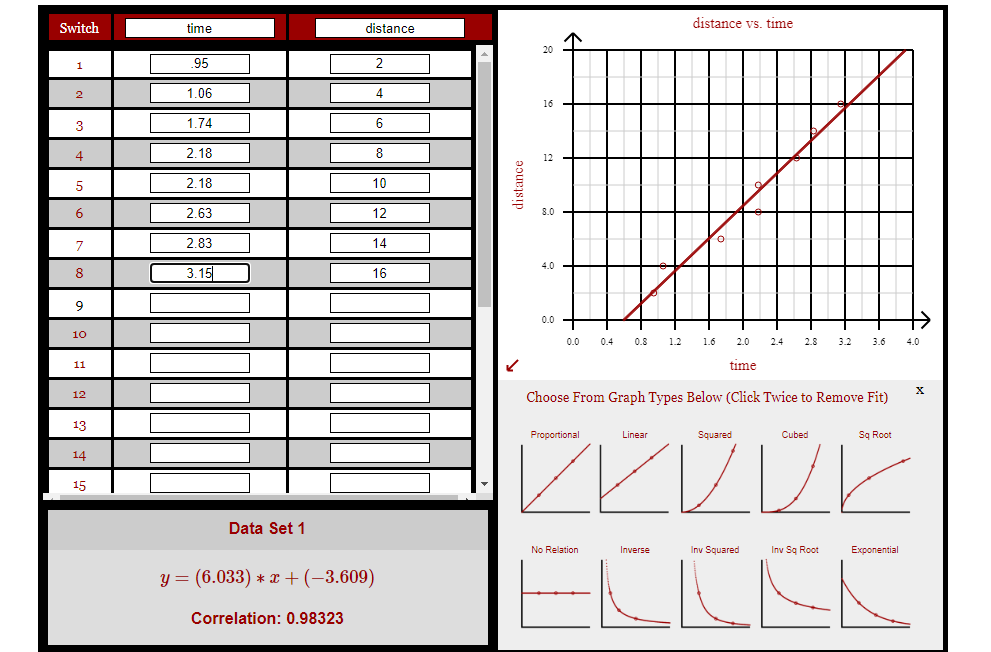 Switch time distance
1 .95 2
2 1.06 4
3 1.74 6
4 2.18 8
5 2.18 10
6 2.63 12
7 2.83 14
8 3.15 16
9
10
11
12
13
14
15
Data Set 1
y = (6.033) ∗ x + (−3.609)
Correlation: 0.98323
distance vs. time
20
16
12
8.0
4.0
0.0
distance
0.0 0.4 0.8 1.2 1.6 2.0 2.4 2.8 3.2 3.6 4.0
time
x
Choose From Graph Types Below (Click Twice to Remove Fit)
Proportional Linear Squared Cubed Sq Root
No Relation Inverse Inv Squared Inv Sq Root Exponential